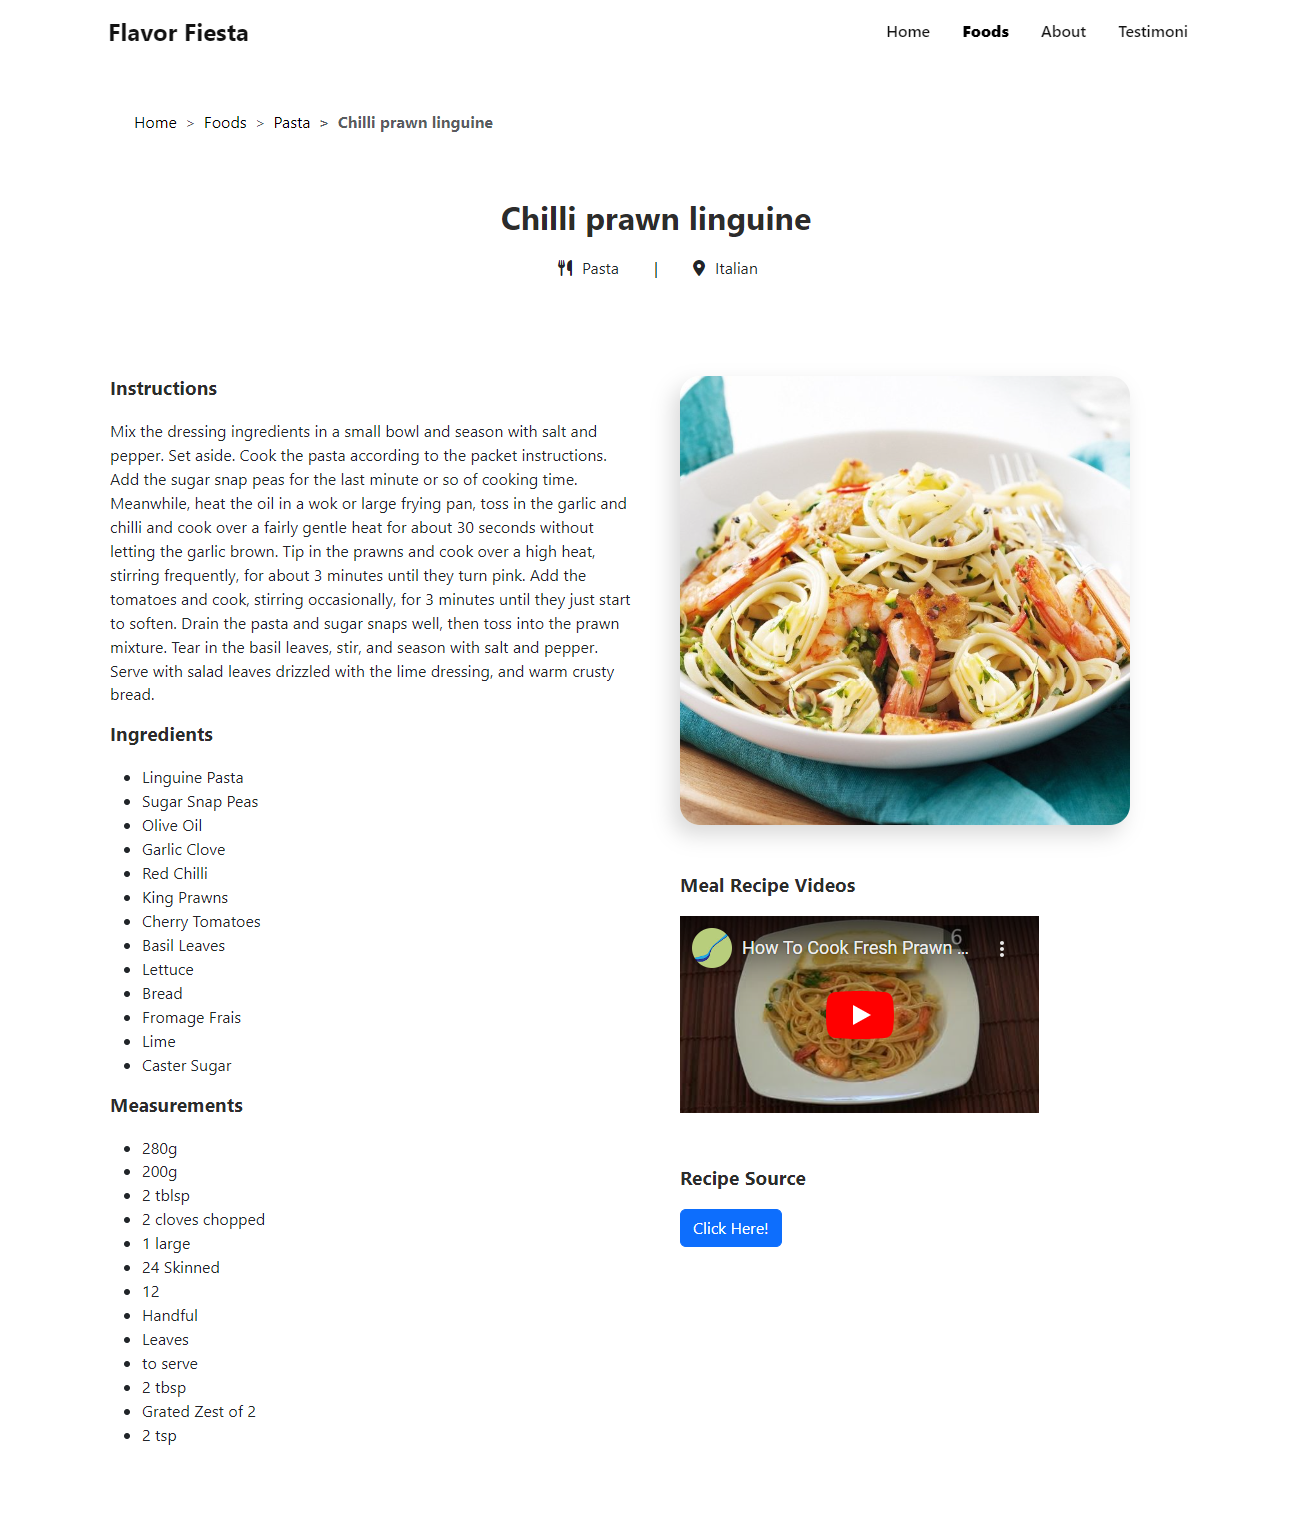 Flavor Fiesta
Home Foods About Testimoni
Home > Foods > Pasta > Chilli prawn linguine
Chilli prawn linguine
Pasta | Italian
Instructions
Mix the dressing ingredients in a small bowl and season with salt and
pepper. Set aside. Cook the pasta according to the packet instructions.
Add the sugar snap peas for the last minute or so of cooking time.
Meanwhile, heat the oil in a wok or large frying pan, toss in the garlic and
chilli and cook over a fairly gentle heat for about 30 seconds without
letting the garlic brown. Tip in the prawns and cook over a high heat,
stirring frequently, for about 3 minutes until they turn pink. Add the
tomatoes and cook, stirring occasionally, for 3 minutes until they just start
to soften. Drain the pasta and sugar snaps well, then toss into the prawn
mixture. Tear in the basil leaves, stir, and season with salt and pepper.
Serve with salad leaves drizzled with the lime dressing, and warm crusty
bread.
Ingredients
Linguine Pasta
Sugar Snap Peas
Olive Oil
Garlic Clove
Red Chilli
King Prawns
Cherry Tomatoes
Basil Leaves
Lettuce
Bread
Fromage Frais
Lime
Caster Sugar
Measurements
280g
200g
2 tblsp
2 cloves chopped
1 large
24 Skinned
12
Handful
Leaves
to serve
2 tbsp
Grated Zest of 2
2 tsp
Meal Recipe Videos
6
How To Cook Fresh Prawn ...
Recipe Source
Click Here!